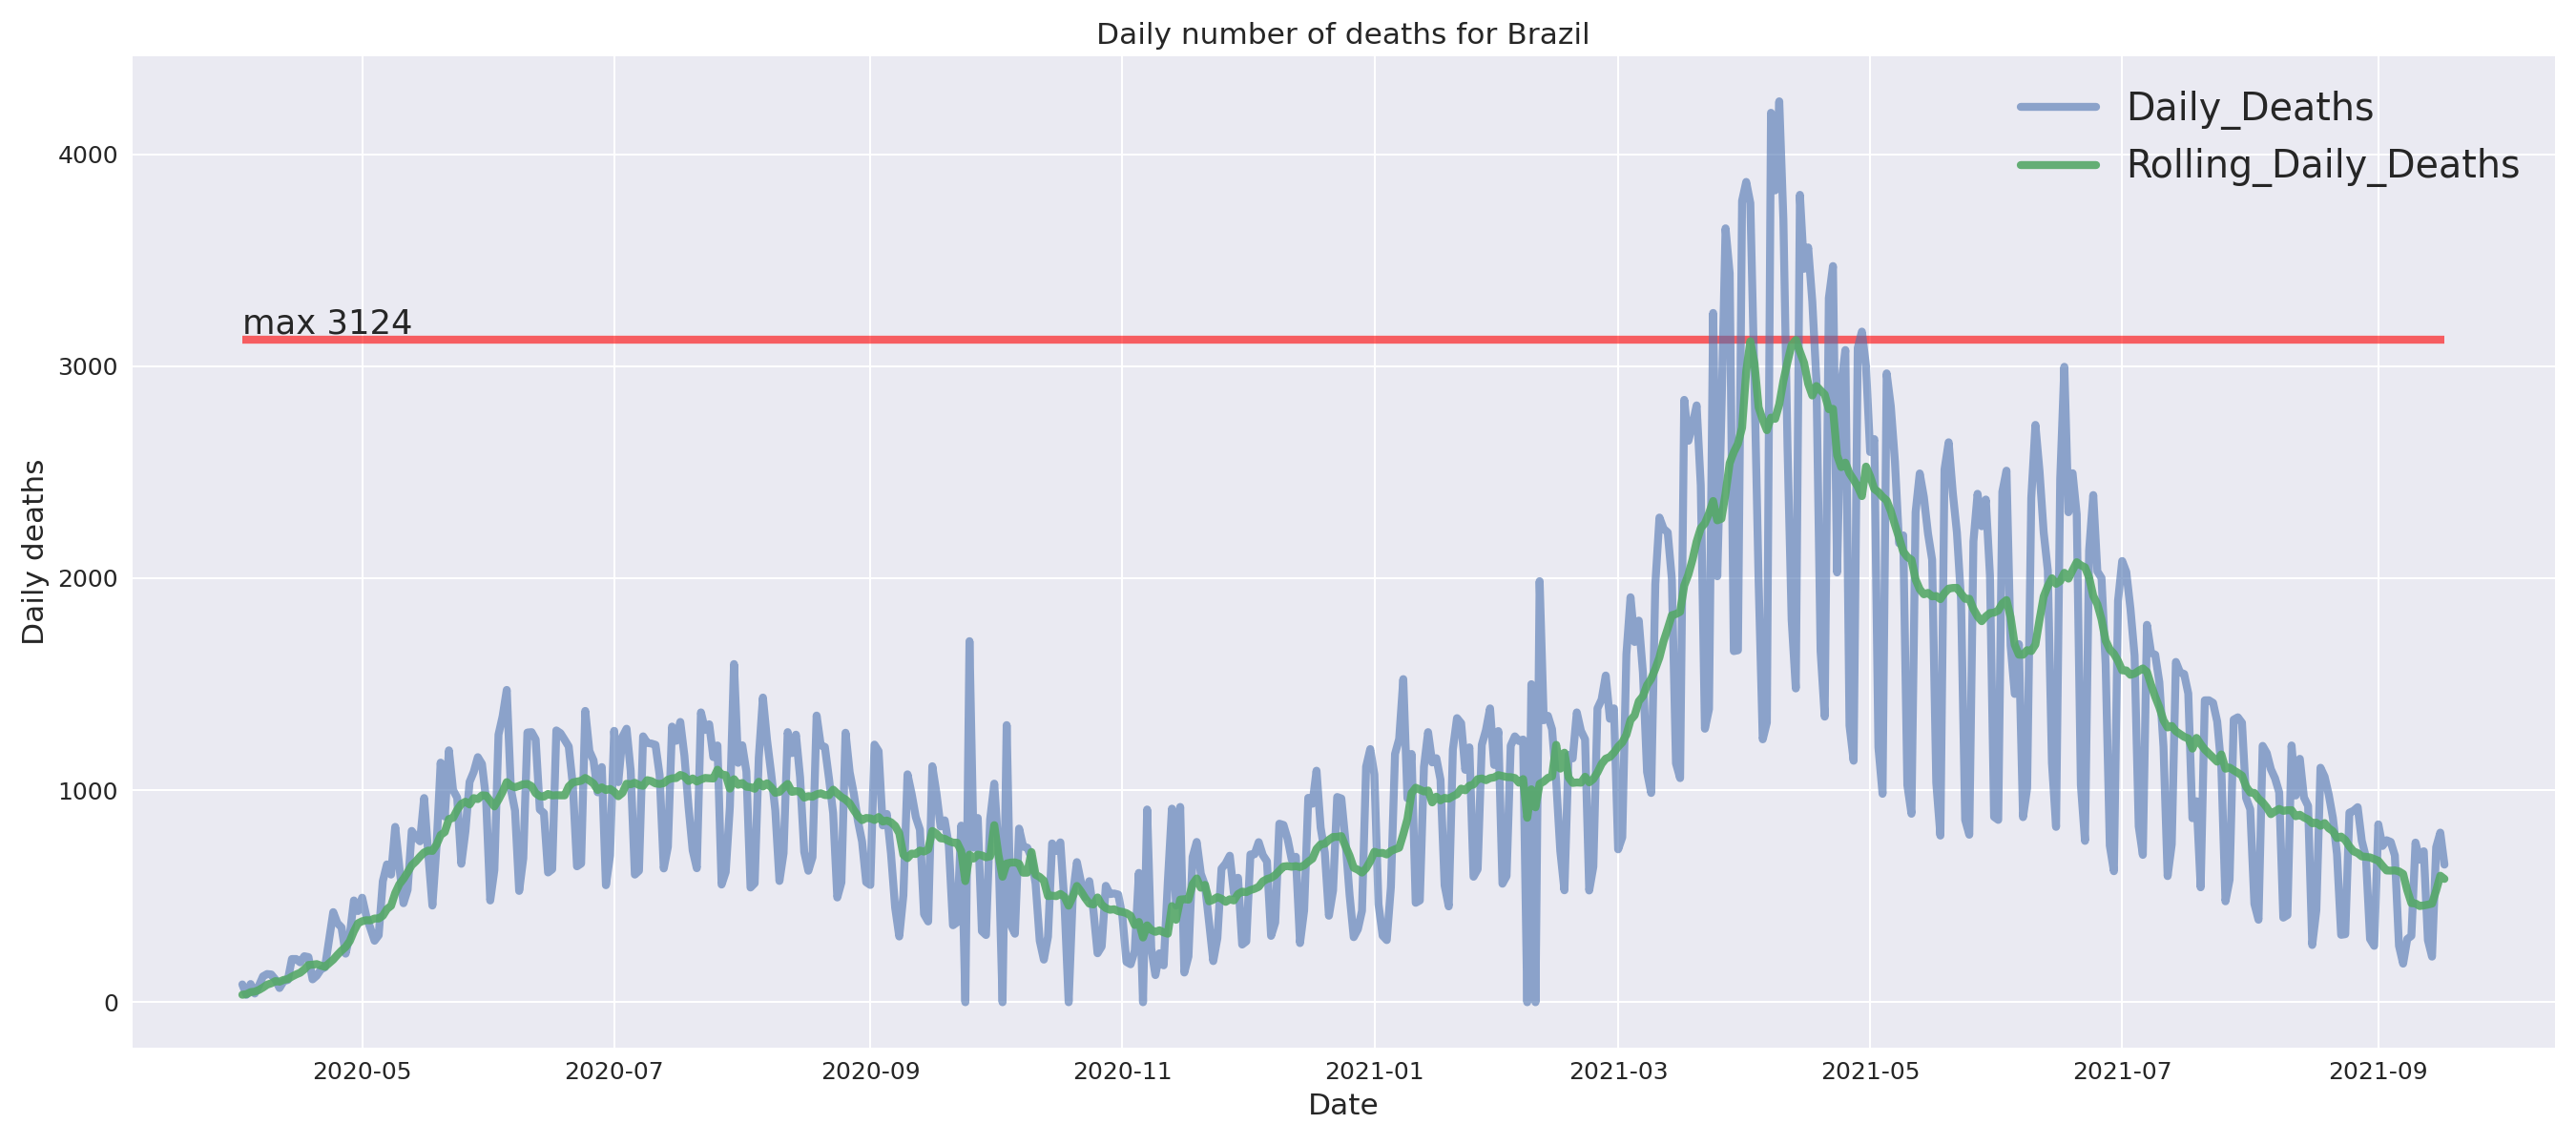 Daily number of deaths for Brazil
Daily_Deaths
Rolling_Daily_Deaths
max 3124
Daily deaths
4000
3000
2000
1000
0
2020-05
2020-07
2020-09
2020-11
2021-01
2021-03
2021-05
2021-07
2021-09
Date